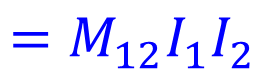 = M₁₂I₁I₂